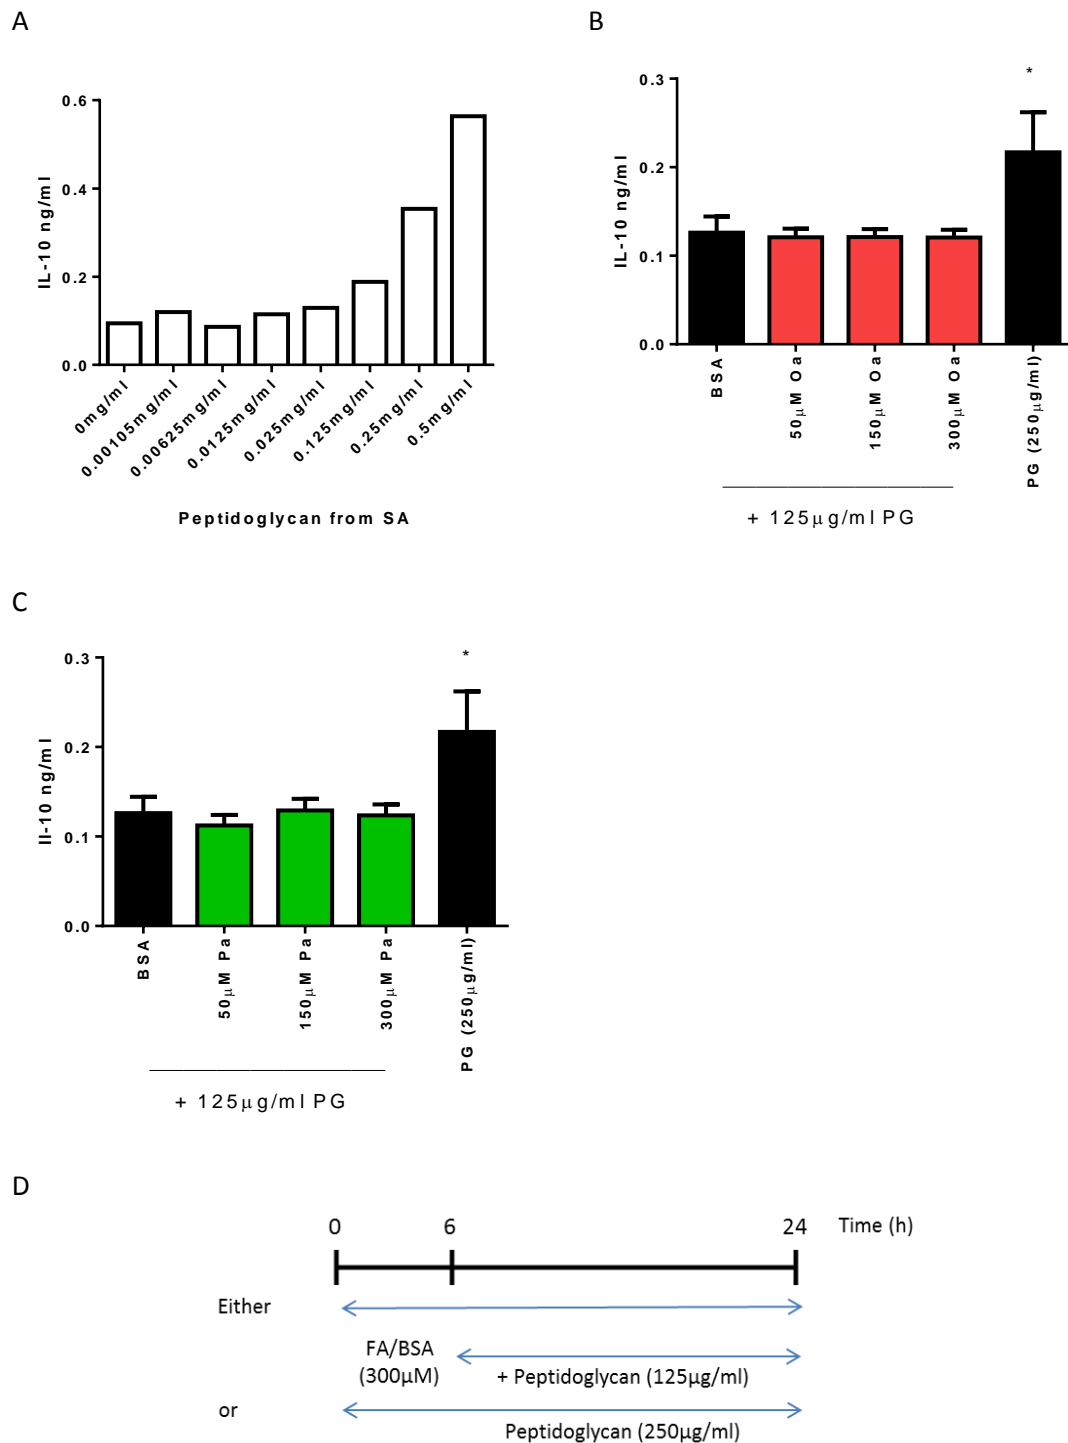 A
B
0.6
0.4
0.2
0.0
IL-10 ng/ml
0mg/ml
0.00105mg/ml
0.00625mg/ml
0.0125mg/ml
0.025mg/ml
0.125mg/ml
0.25mg/ml
0.5mg/ml
Peptidoglycan from SA
*
0.3
0.2
0.1
0.0
IL-10 ng/ml
BSA
50μM Oa
150μM Oa
300μM Oa
PG (250μg/ml)
+ 125μg/ml PG
C
*
0.3
0.2
0.1
0.0
Il-10 ng/ml
BSA
50μM Pa
150μM Pa
300μM Pa
PG (250μg/ml)
+ 125μg/ml PG
D
0 6 24 Time (h)
Either
FA/BSA
(300μM)
+ Peptidoglycan (125μg/ml)
or
Peptidoglycan (250μg/ml)